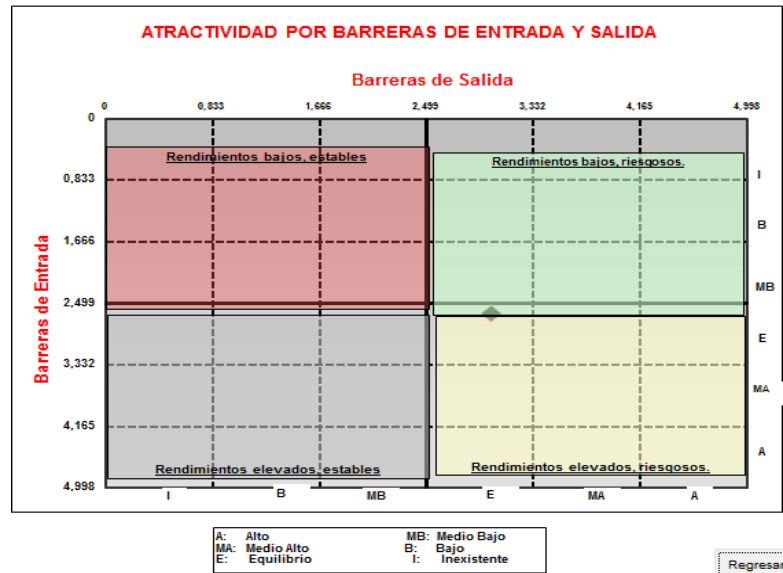 ATRACTIVIDAD POR BARRERAS DE ENTRADA Y SALIDA
Barreras de Salida
0 0,833 1,666 2,499 3,332 4,165 4,998
Barreras de Entrada
0
Rendimientos bajos, estables Rendimientos bajos, riesgosos.
0,833 I
1,666 B
2,499 MB
3,332 E
4,165 MA
A
Rendimientos elevados, estables Rendimientos elevados, riesgosos.
4,998
I B MB E MA A
A: Alto MB: Medio Bajo
MA: Medio Alto B: Bajo
E: Equilibrio I: Inexistente
Regresar